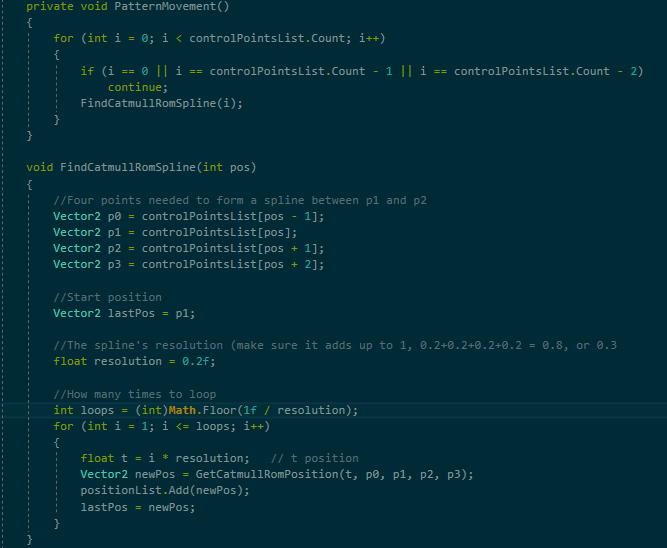 private void PatternMovement()
{
for (int i = 0; i < controlPointsList.Count; i++)
{
if (i == 0 || i == controlPointsList.Count - 1 || i == controlPointsList.Count - 2)
continue;
FindCatmullRomSpline(i);
}
}
void FindCatmullRomSpline(int pos)
{
//Four points needed to form a spline between p1 and p2
Vector2 p0 = controlPointsList[pos - 1];
Vector2 p1 = controlPointsList[pos];
Vector2 p2 = controlPointsList[pos + 1];
Vector2 p3 = controlPointsList[pos + 2];
//Start position
Vector2 lastPos = p1;
//The spline's resolution (make sure it adds up to 1, 0.2+0.2+0.2+0.2 = 0.8, or 0.3
float resolution = 0.2f;
//How many times to loop
int loops = (int)Math.Floor(1f / resolution);
for (int i = 1; i <= loops; i++)
{
float t = i * resolution; // t position
Vector2 newPos = GetCatmullRomPosition(t, p0, p1, p2, p3);
positionList.Add(newPos);
lastPos = newPos;
}
}